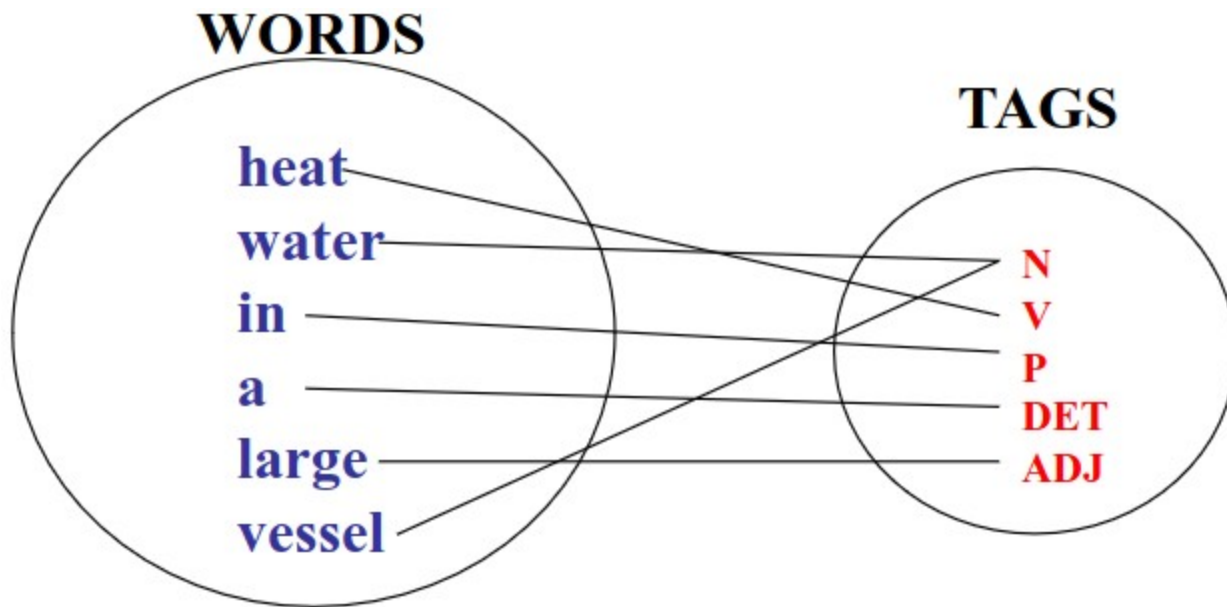 WORDS
heat
water
in
a
large
vessel
TAGS
N
V
P
DET
ADJ